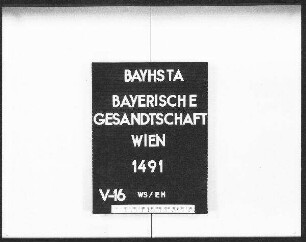 BAYHSTA
BAYERISCHE
GESANDTSCHAFT
WIEN
1491
V-16 WS/EH